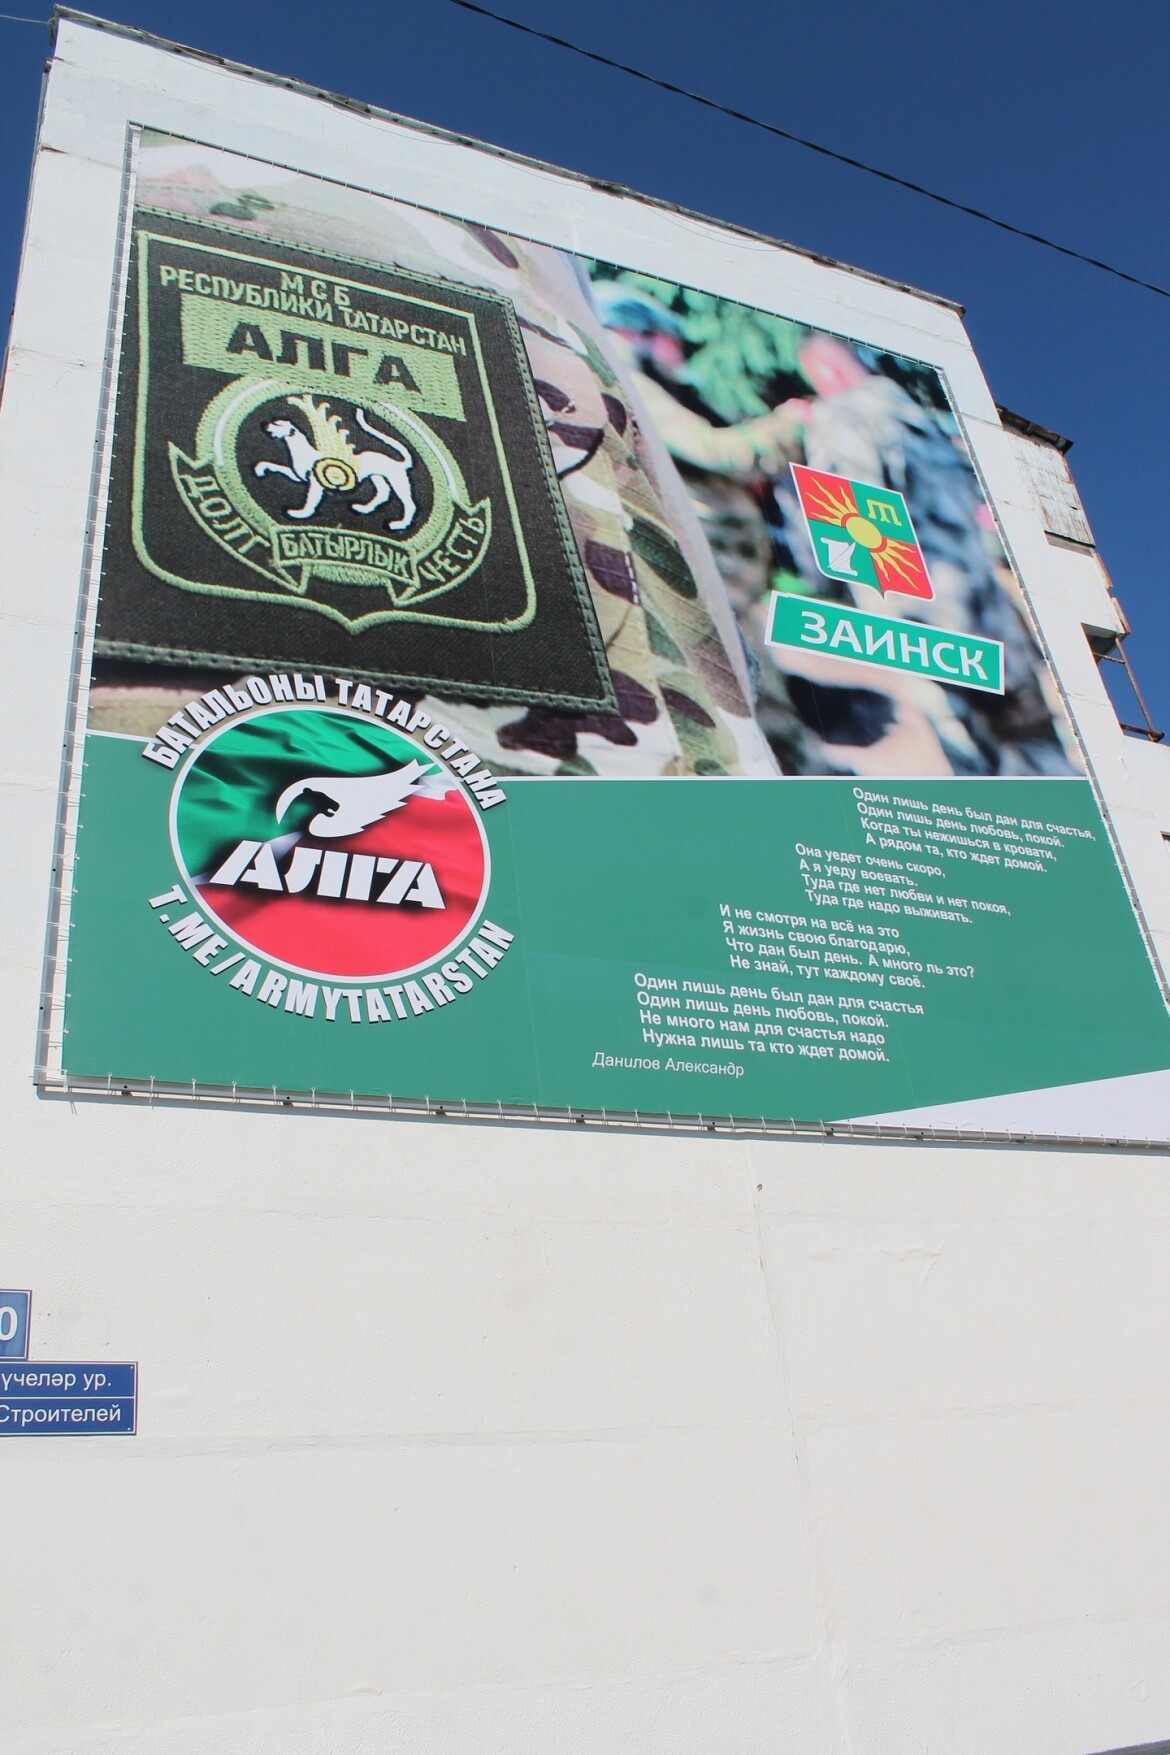 МСБ
РЕСПУБЛИКИ ТАТАРСТАН
АЛГА
ДОЛГ
БАТЫРЛЫК
ЧЕСТЬ
ЗАИНСК
БАТАЛЬОНЫ ТАТАРСТАНА
АЛГА
T.ME/ARMYTATARSTAN
Один лишь день был дан для счастья,
Один лишь день любовь, покой.
Когда ты нежишься в кровати,
А рядом та, кто ждет домой.
Она уедет очень скоро,
А я уеду воевать.
Туда где нет любви и нет покоя,
Туда где надо выживать.
И не смотря на всё на это
Я жизнь свою благодарю,
Что дан был день. А много ль это?
Не знай, тут каждому своё.
Один лишь день был дан для счастья
Один лишь день любовь, покой.
Не много нам для счастья надо
Нужна лишь та кто ждет домой.
Данилов Александр
0
үчеләр ур.
Строителей